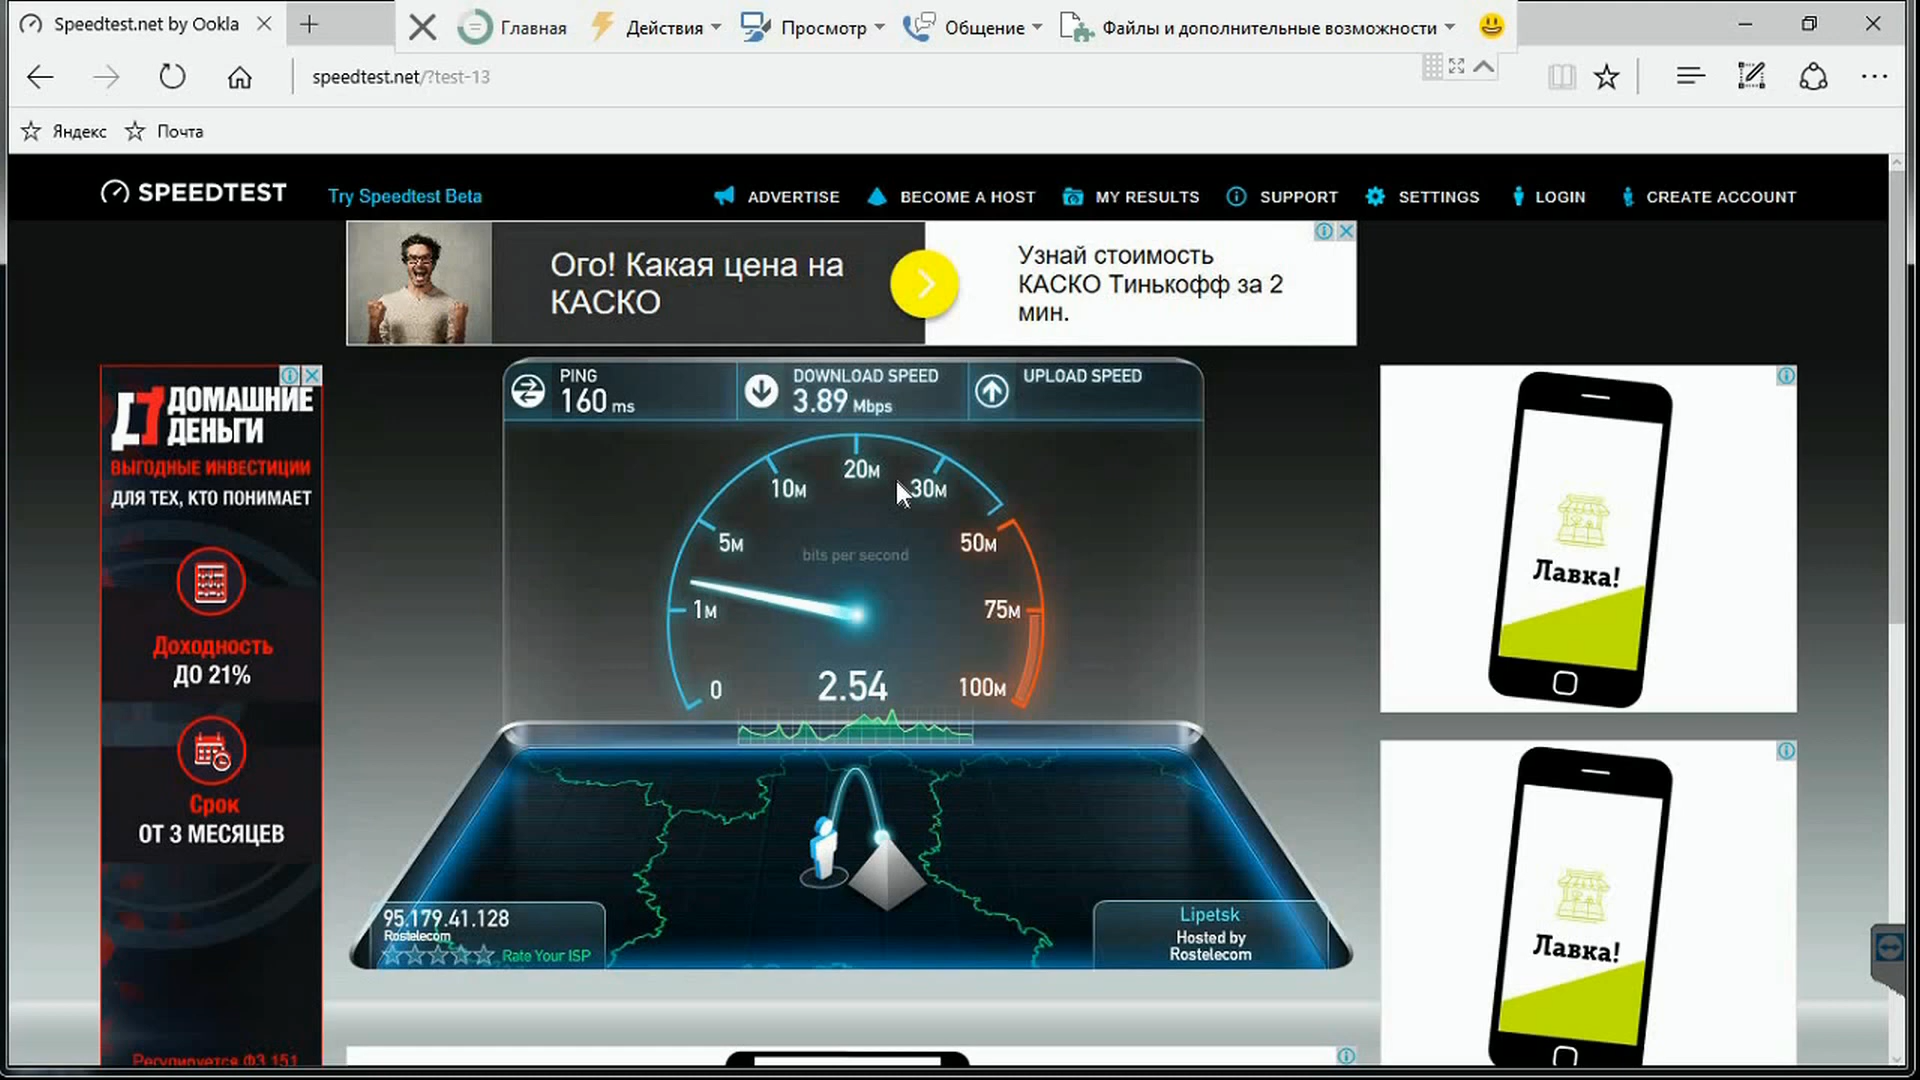 Speedtest.net by Ookla
Главная
Действия
Просмотр
Общение
Файлы и дополнительные возможности
speedtest.net/?test-13
Яндекс
Почта
SPEEDTEST
Try Speedtest Beta
ADVERTISE
BECOME A HOST
MY RESULTS
SUPPORT
SETTINGS
LOGIN
CREATE ACCOUNT
Ого! Какая цена на
КАСКО
Узнай стоимость
КАСКО Тинькофф за 2
мин.
ДОМАШНИЕ
ДЕНЬГИ
ВЫГОДНЫЕ ИНВЕСТИЦИИ
ДЛЯ ТЕХ, КТО ПОНИМАЕТ
Доходность
ДО 21%
Срок
ОТ 3 МЕСЯЦЕВ
Регулируется ФЗ 151
PING
160 ms
DOWNLOAD SPEED
3.89 Mbps
UPLOAD SPEED
20M
10M
30M
5M
50M
bits per second
1M
75M
0
2.54
100M
95.179.41.128
Rostelecom
Rate Your ISP
Lipetsk
Hosted by
Rostelecom
Лавка!
Лавка!